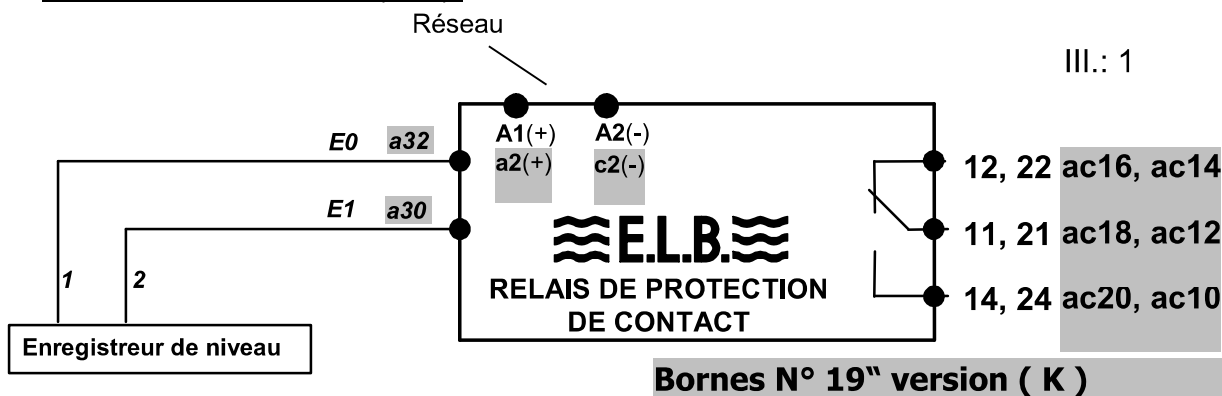 Réseau
Ill.: 1
A1(+) A2(-)
a2(+) c2(-)
E0 a32
E1 a30
12, 22 ac16, ac14
11, 21 ac18, ac12
14, 24 ac20, ac10
E.L.B.
RELAIS DE PROTECTION
DE CONTACT
1 2
Enregistreur de niveau
Bornes N° 19“ version ( K )